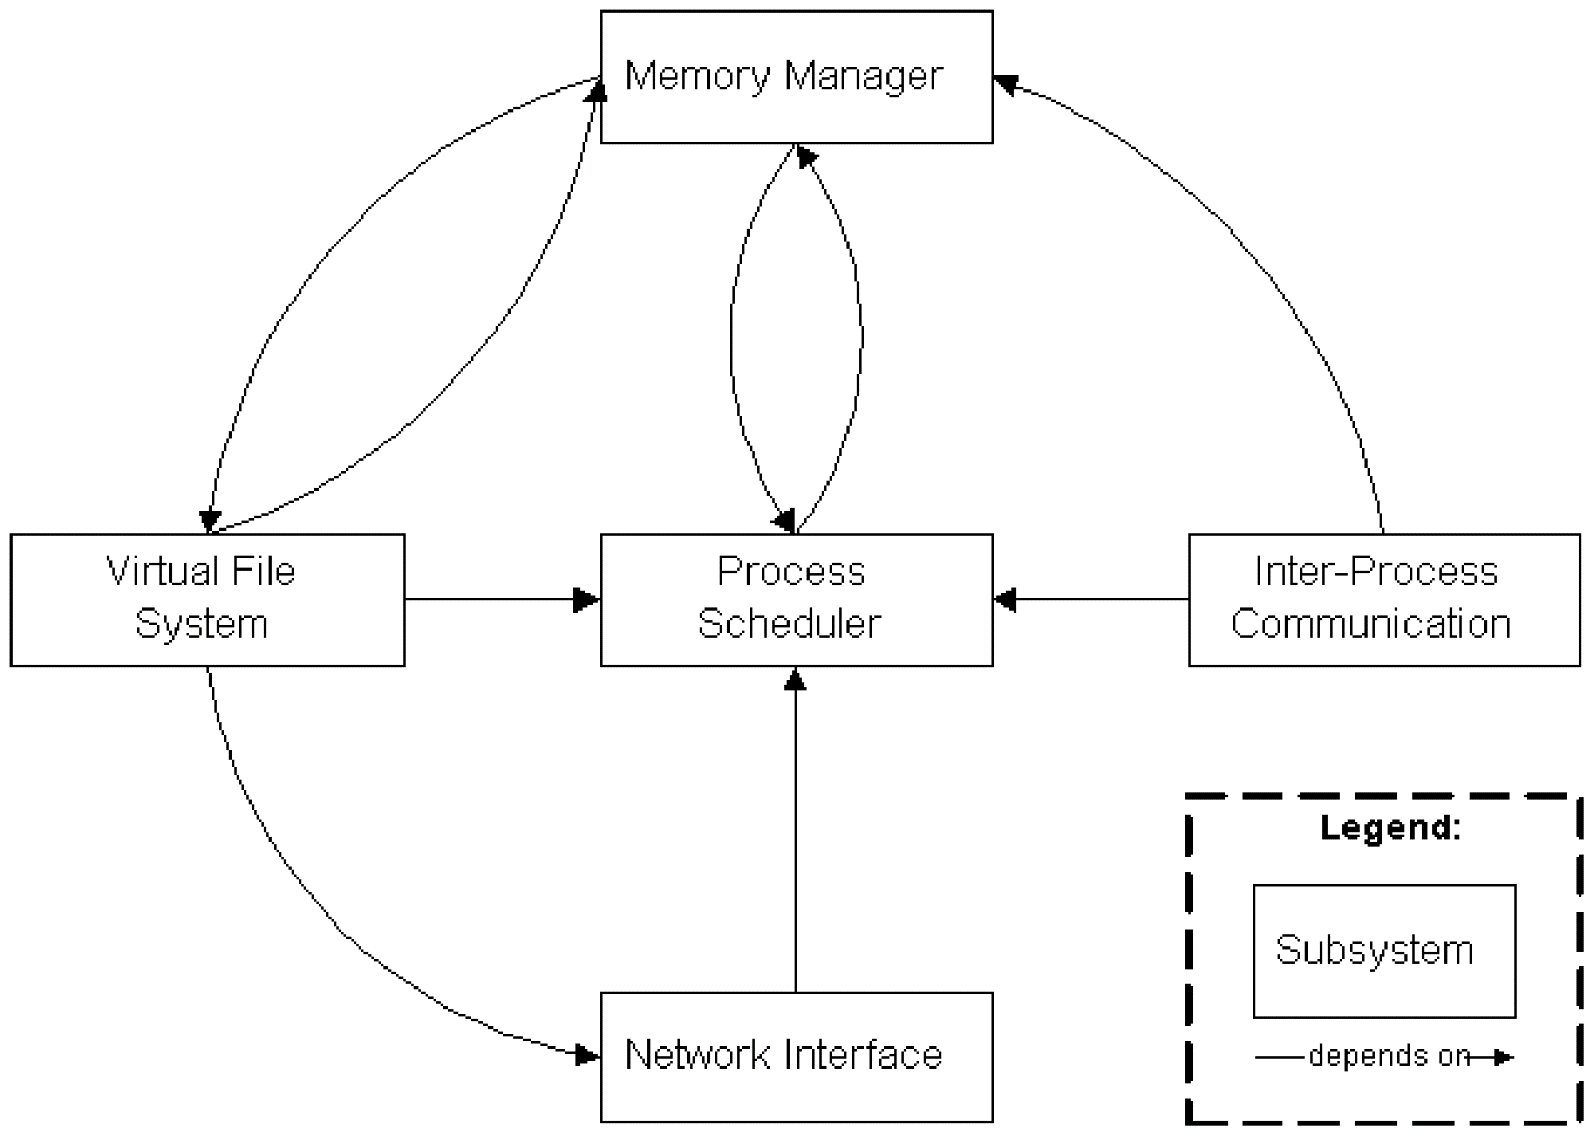 Memory Manager
Virtual File
System
Process
Scheduler
Inter-Process
Communication
Network Interface
Legend:
Subsystem
depends on